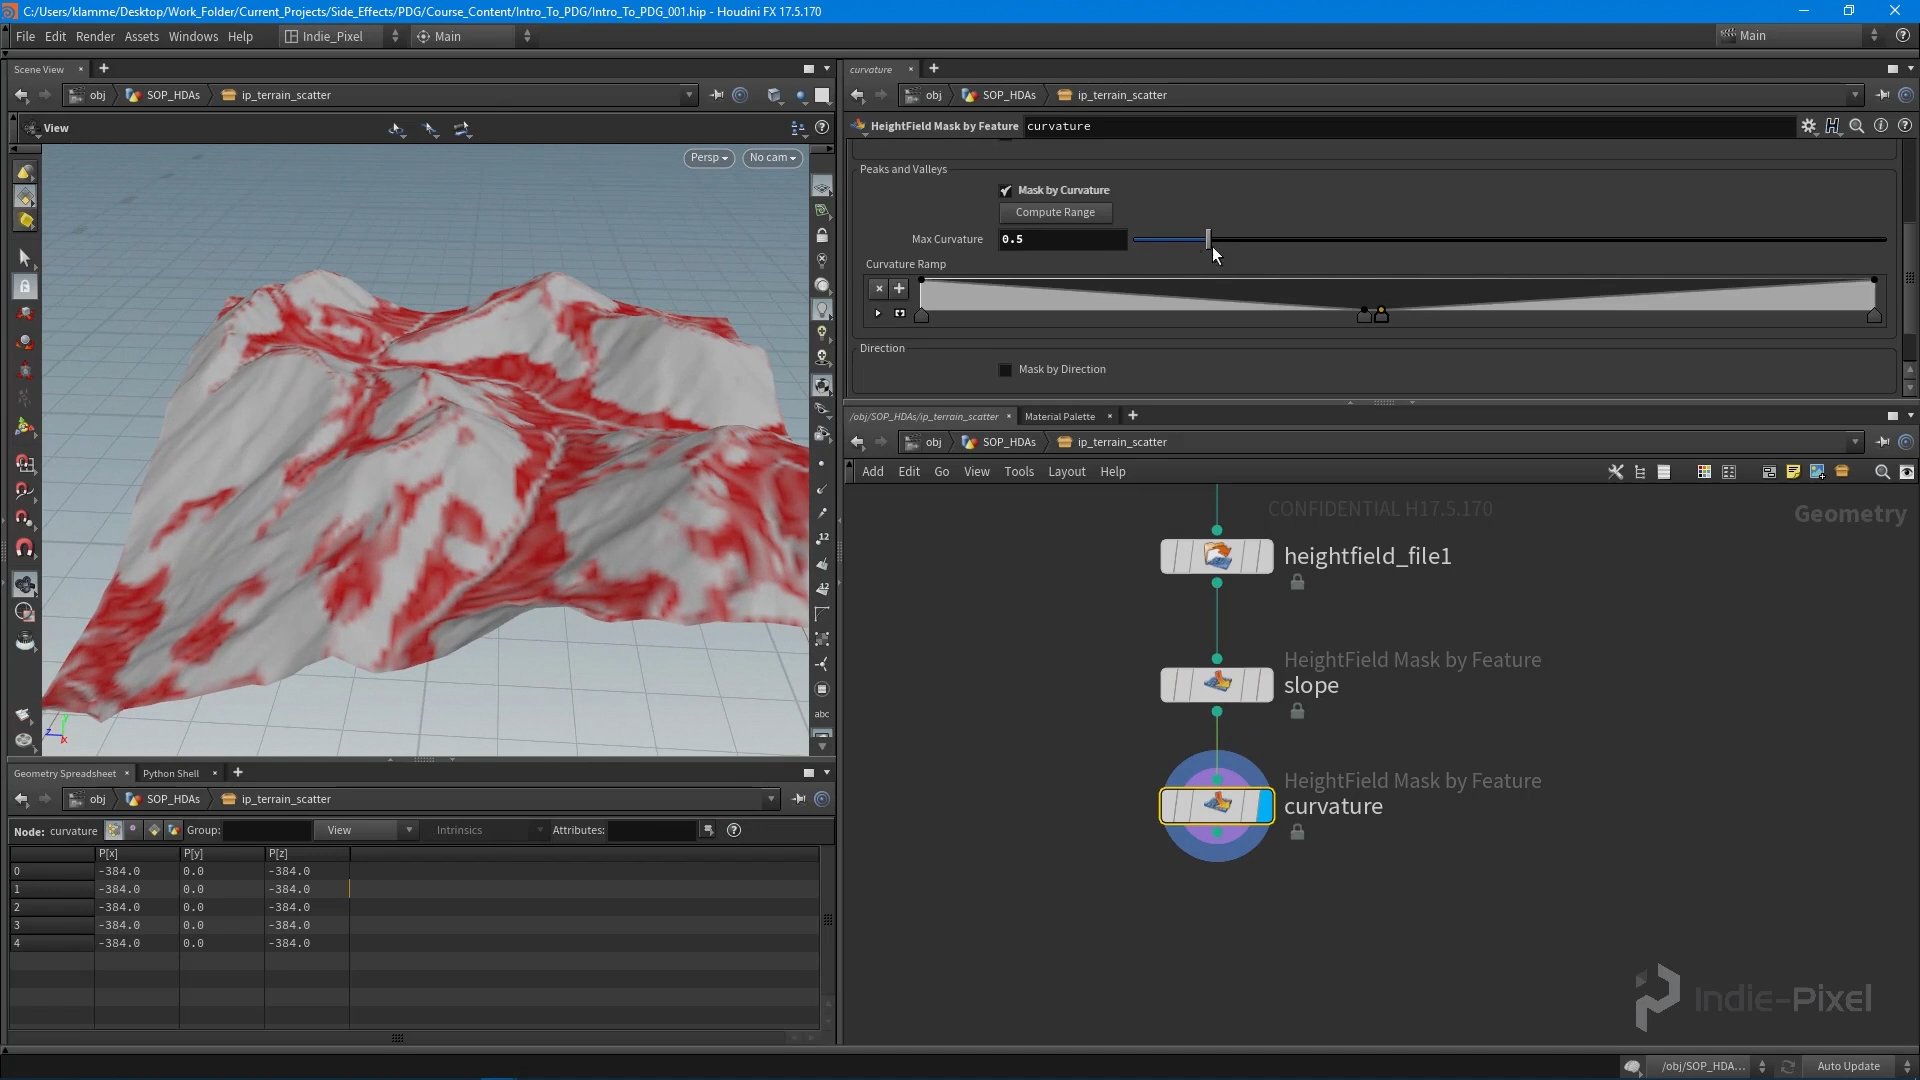 C:/Users/klamme/Desktop/Work_Folder/Current_Projects/Side_Effects/PDG/Course_Content/Intro_To_PDG/Intro_To_PDG_001.hip - Houdini FX 17.5.170
File Edit Render Assets Windows Help Indie_Pixel Main Main
Scene View
obj SOP_HDAs ip_terrain_scatter
View
Persp No cam
12
12
abc
z y x
curvature
obj SOP_HDAs ip_terrain_scatter
HeightField Mask by Feature curvature
Peaks and Valleys
Mask by Curvature
Compute Range
Max Curvature 0.5
Curvature Ramp
Direction
Mask by Direction
/obj/SOP_HDAs/ip_terrain_scatter Material Palette
obj SOP_HDAs ip_terrain_scatter
Add Edit Go View Tools Layout Help
CONFIDENTIAL H17.5.170
Geometry
heightfield_file1
HeightField Mask by Feature
slope
HeightField Mask by Feature
curvature
Indie-Pixel
Geometry Spreadsheet Python Shell
obj SOP_HDAs ip_terrain_scatter
Node: curvature Group: View Intrinsics Attributes:
P[x] P[y] P[z]
0 -384.0 0.0 -384.0
1 -384.0 0.0 -384.0
2 -384.0 0.0 -384.0
3 -384.0 0.0 -384.0
4 -384.0 0.0 -384.0
/obj/SOP_HDA... Auto Update